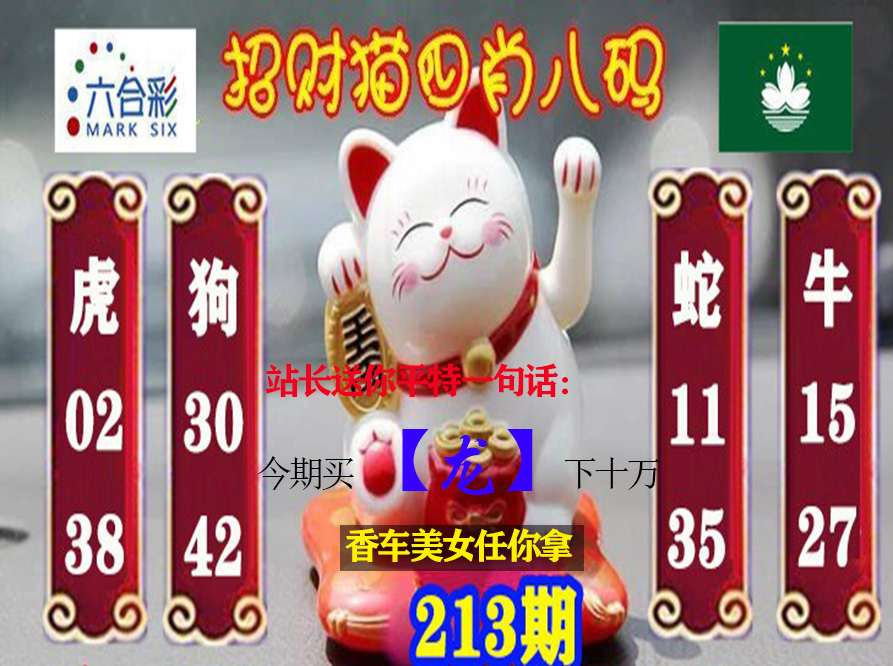 六合彩
MARK SIX
招财猫四肖八码
虎
02
38
狗
30
42
蛇
11
35
牛
15
27
站长送你平特一句话：
今期买【龙】下十万
香车美女任你拿
213期